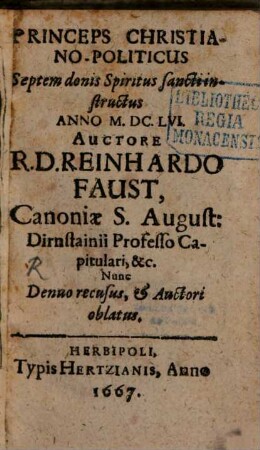 PRINCEPS CHRISTIA-
NO-POLITICUS
Septem donis Spiritus sancti in-
structus
ANNO M. DC. LVI.
AUCTORE
R.D. REINHARDO
FAUST,
Canoniæ S. August:
Dirnstainii Professo Ca-
pitulari, &c.
Nunc
Denuo recusus, & Auctori
oblatus.
HERBIPOLI,
Typis HERTZIANIS, Anno
1667.
BIBLIOTHECA
REGIA
MONACENSIS
R